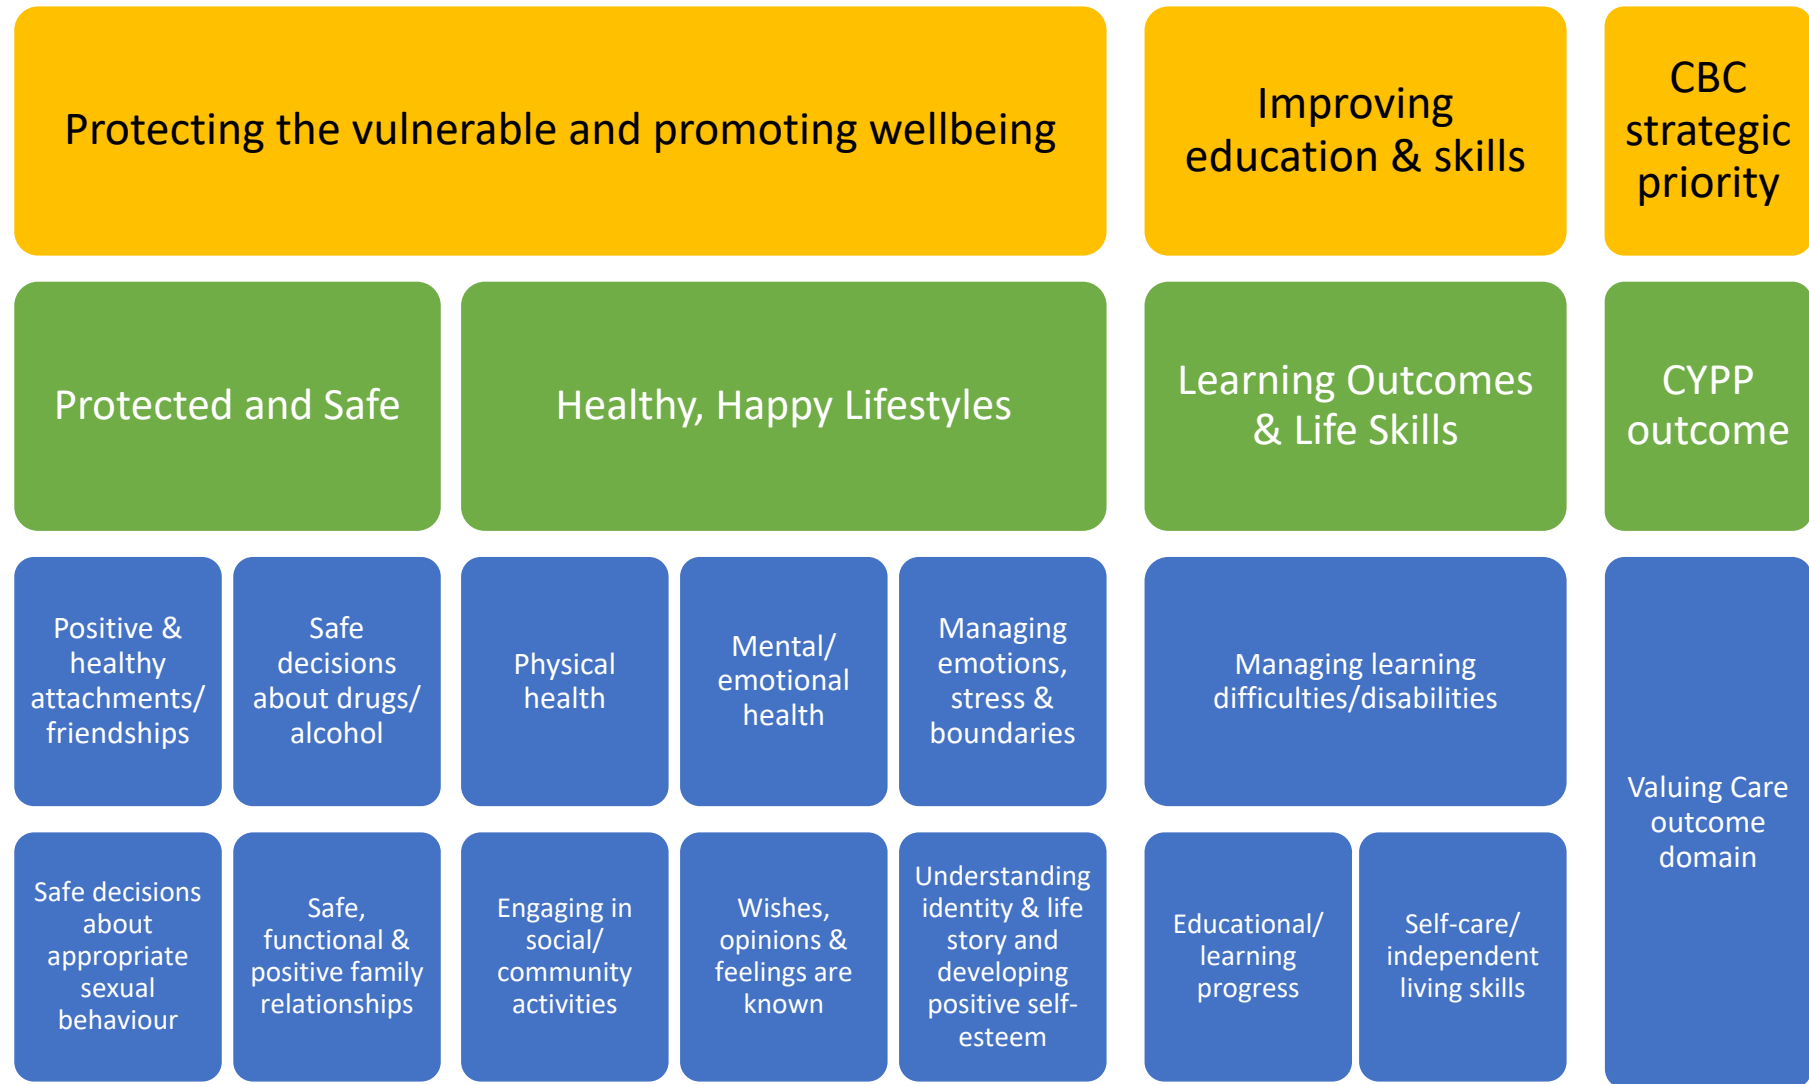 Protecting the vulnerable and promoting wellbeing
Improving
education & skills
CBC
strategic
priority
Protected and Safe
Healthy, Happy Lifestyles
Learning Outcomes
& Life Skills
CYPP
outcome
Positive &
healthy
attachments/
friendships
Safe
decisions
about drugs/
alcohol
Physical
health
Mental/
emotional
health
Managing
emotions,
stress &
boundaries
Managing learning
difficulties/disabilities
Valuing Care
outcome
domain
Safe decisions
about
appropriate
sexual
behaviour
Safe,
functional &
positive family
relationships
Engaging in
social/
community
activities
Wishes,
opinions &
feelings are
known
Understanding
identity & life
story and
developing
positive self-
esteem
Educational/
learning
progress
Self-care/
independent
living skills